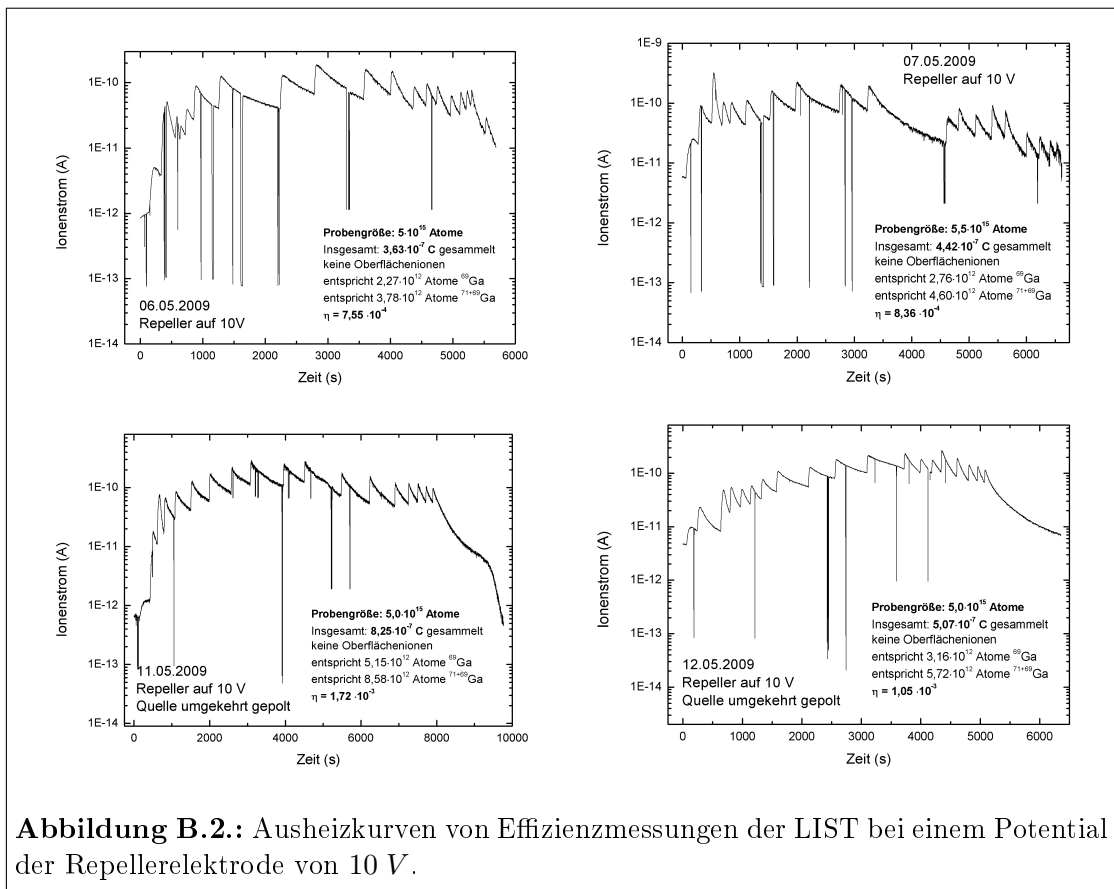 1E-10
1E-11
1E-12
1E-13
1E-14
Ionenstrom (A)
0 1000 2000 3000 4000 5000 6000
Zeit (s)
Probengröße: 5·10¹⁵ Atome
Insgesamt: 3,63·10⁻⁷ C gesammelt
keine Oberflächenionen
entspricht 2,27·10¹² Atome ⁶⁹Ga
entspricht 3,78·10¹² Atome ⁷¹⁺⁶⁹Ga
η = 7,55 ·10⁻⁴
06.05.2009
Repeller auf 10V
1E-9
1E-10
1E-11
1E-12
1E-13
1E-14
Ionenstrom (A)
0 1000 2000 3000 4000 5000 6000
Zeit (s)
07.05.2009
Repeller auf 10 V
Probengröße: 5,5·10¹⁵ Atome
Insgesamt: 4,42·10⁻⁷ C gesammelt
keine Oberflächenionen
entspricht 2,76·10¹² Atome ⁶⁹Ga
entspricht 4,60·10¹² Atome ⁷¹⁺⁶⁹Ga
η = 8,36 ·10⁻⁴
1E-10
1E-11
1E-12
1E-13
1E-14
Ionenstrom (A)
0 2000 4000 6000 8000 10000
Zeit (s)
Probengröße: 5,0·10¹⁵ Atome
Insgesamt: 8,25·10⁻⁷ C gesammelt
keine Oberflächenionen
entspricht 5,15·10¹² Atome ⁶⁹Ga
entspricht 8,58·10¹² Atome ⁷¹⁺⁶⁹Ga
η = 1,72 ·10⁻³
11.05.2009
Repeller auf 10 V
Quelle umgekehrt gepolt
1E-10
1E-11
1E-12
1E-13
1E-14
Ionenstrom (A)
0 1000 2000 3000 4000 5000 6000
Zeit (s)
Probengröße: 5,0·10¹⁵ Atome
Insgesamt: 5,07·10⁻⁷ C gesammelt
keine Oberflächenionen
entspricht 3,16·10¹² Atome ⁶⁹Ga
entspricht 5,72·10¹² Atome ⁷¹⁺⁶⁹Ga
η = 1,05 ·10⁻³
12.05.2009
Repeller auf 10 V
Quelle umgekehrt gepolt
Abbildung B.2.: Ausheizkurven von Effizienzmessungen der LIST bei einem Potential
der Repellerelektrode von 10 V.